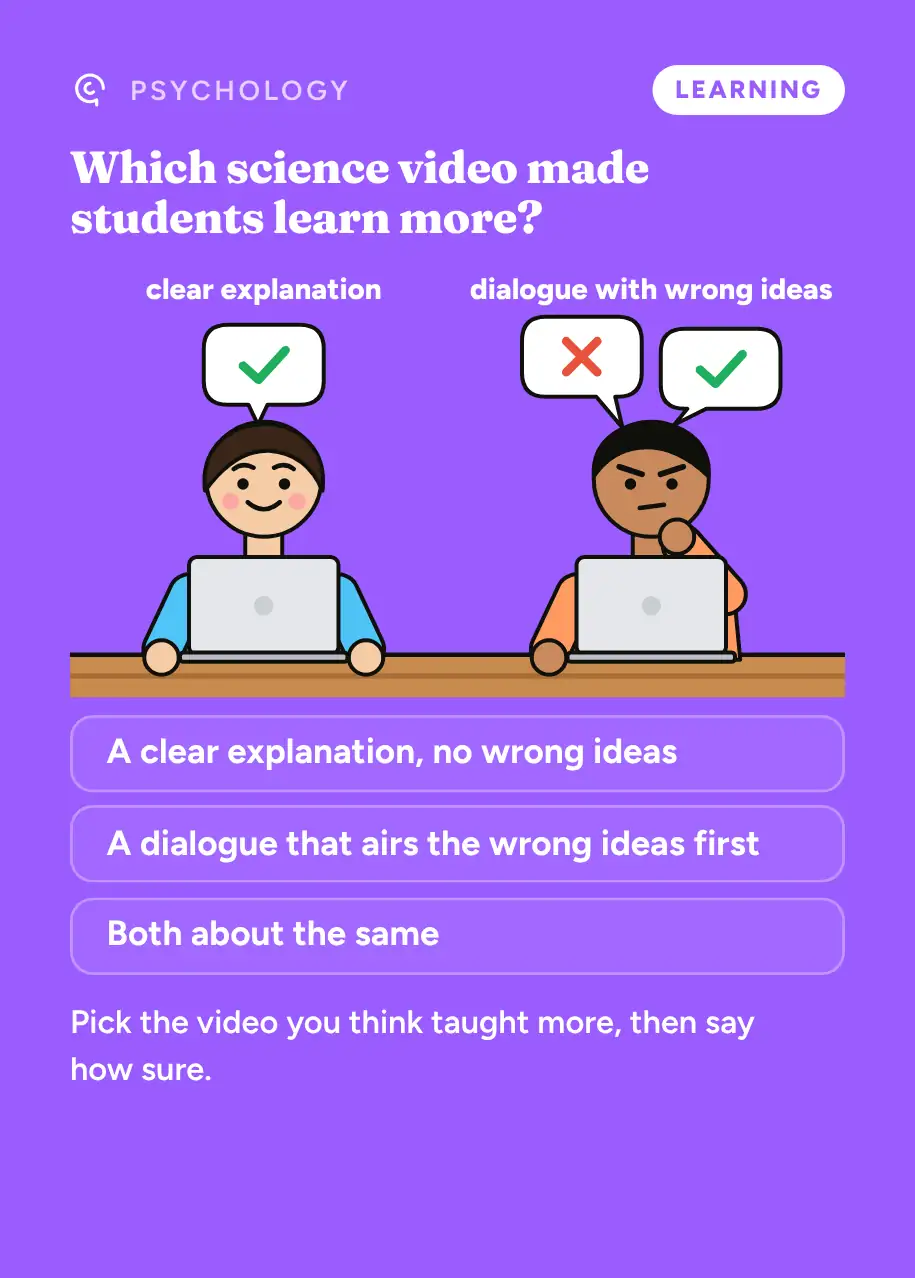 PSYCHOLOGY
LEARNING
Which science video made
students learn more?
clear explanation
dialogue with wrong ideas
A clear explanation, no wrong ideas
A dialogue that airs the wrong ideas first
Both about the same
Pick the video you think taught more, then say
how sure.